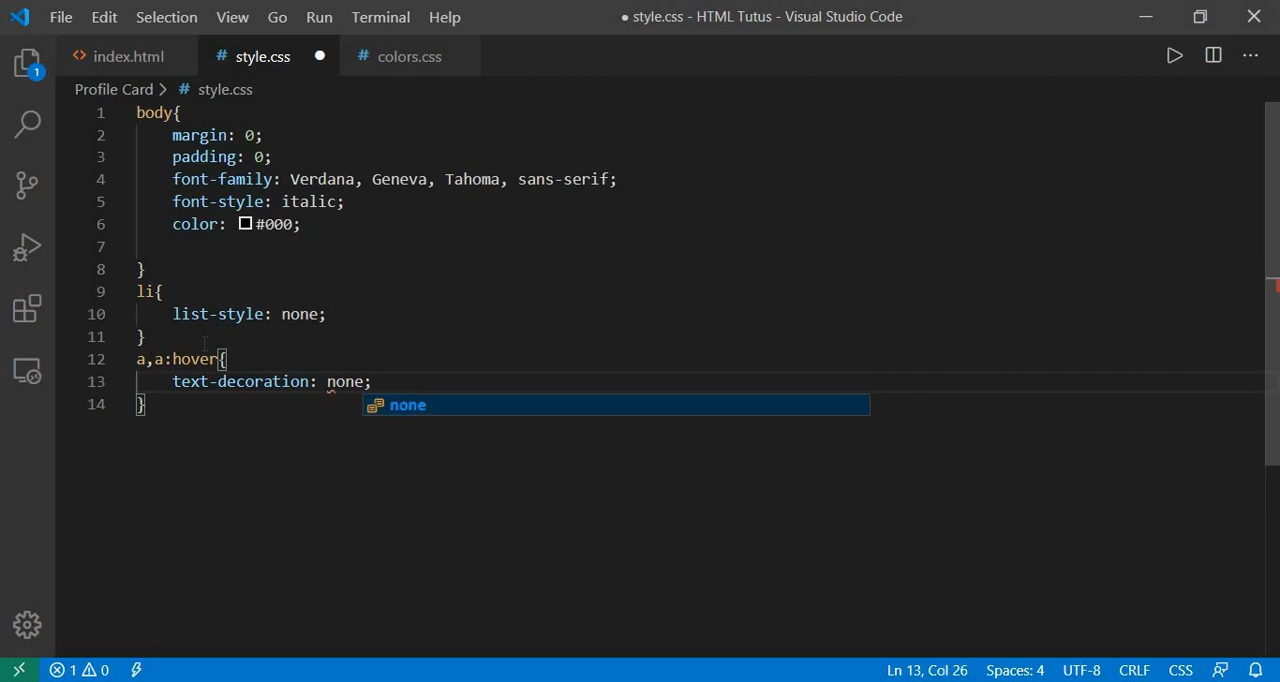 File Edit Selection View Go Run Terminal Help ● style.css - HTML Tutus - Visual Studio Code
<> index.html # style.css ● # colors.css
Profile Card > # style.css
1 body{
2 margin: 0;
3 padding: 0;
4 font-family: Verdana, Geneva, Tahoma, sans-serif;
5 font-style: italic;
6 color: #000;
7
8 }
9 li{
10 list-style: none;
11 }
12 a,a:hover{
13 text-decoration: none;
14 }
none
1
1 0 Ln 13, Col 26 Spaces: 4 UTF-8 CRLF CSS